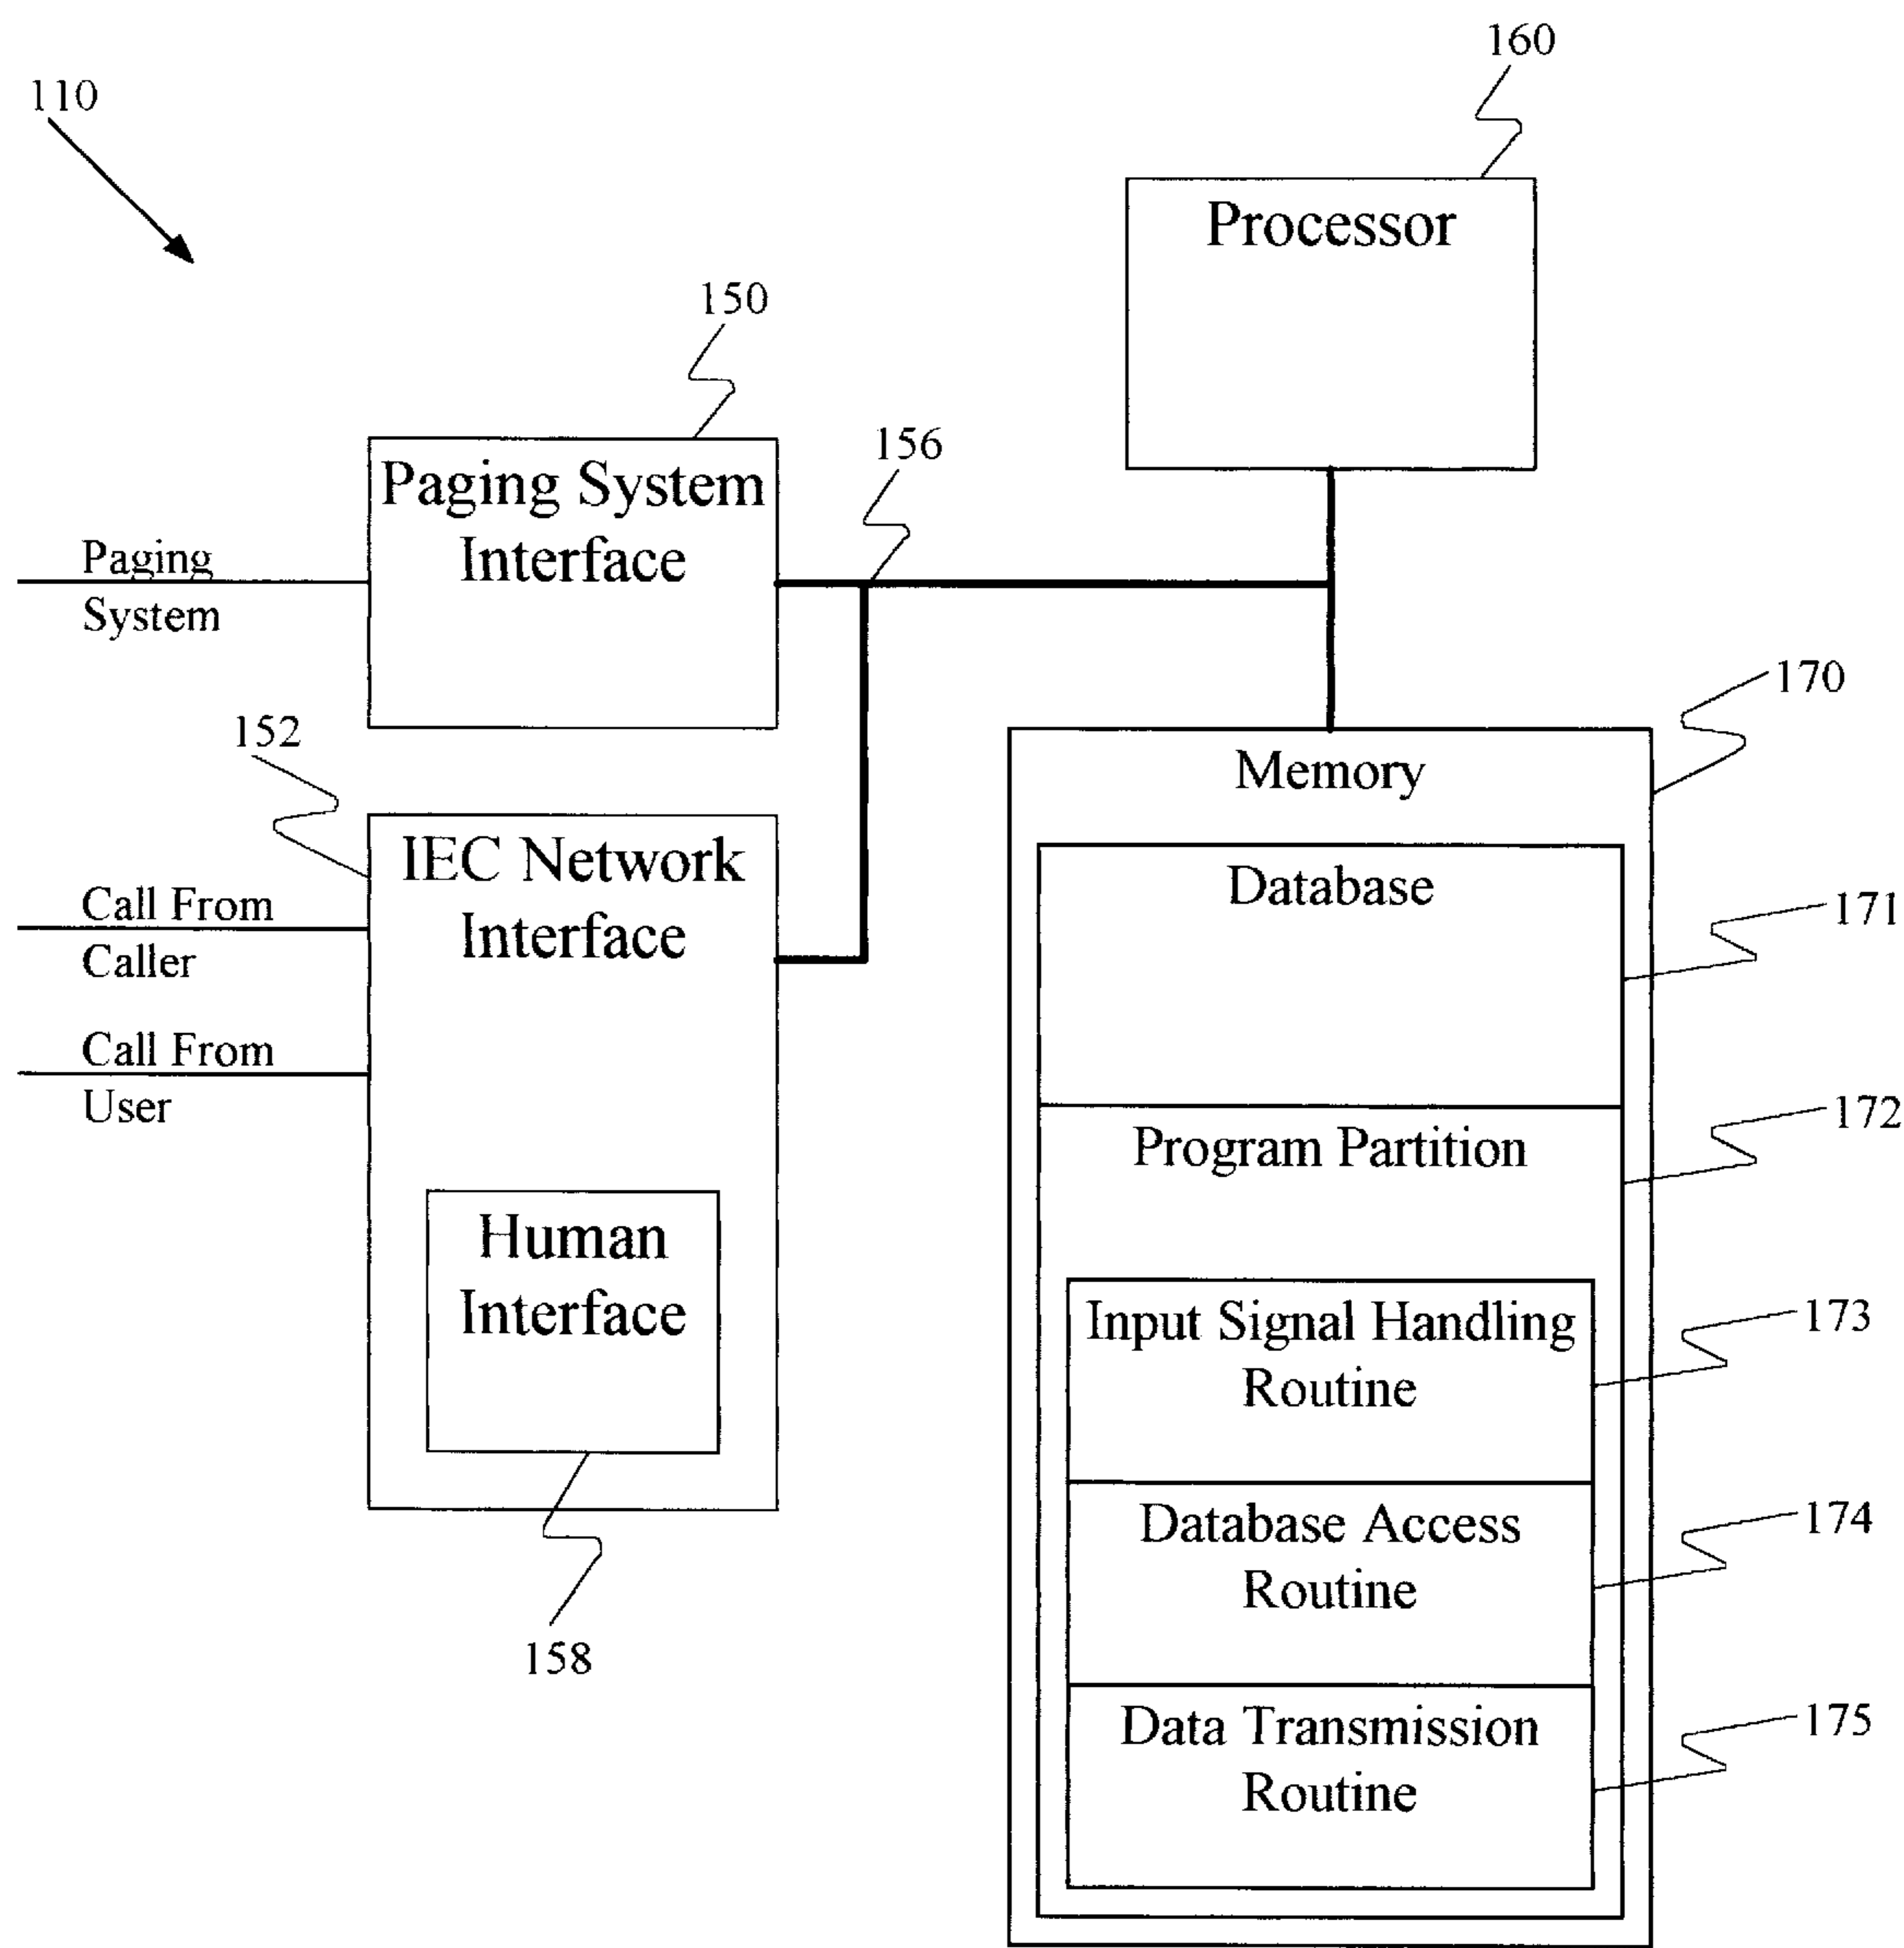 160
110
Processor
150
156
Paging System
Interface
Paging
System
170
152
Memory
IEC Network
Interface
Database
Call From
Caller
171
Call From
User
172
Program Partition
Human
Interface
173
Input Signal Handling
Routine
174
Database Access
Routine
158
175
Data Transmission
Routine